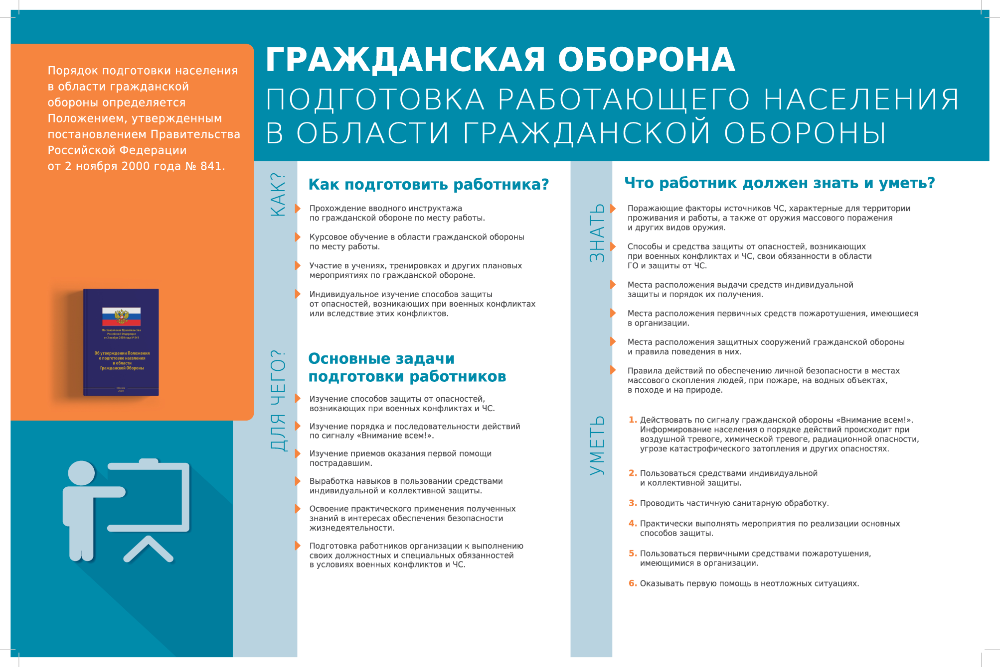 Порядок подготовки населения
в области гражданской
обороны определяется
Положением, утвержденным
постановлением Правительства
Российской Федерации
от 2 ноября 2000 года № 841.
Постановление Правительства
Российской Федерации
от 2 ноября 2000 года № 841
Об утверждении Положения
о подготовке населения
в области
Гражданской Обороны
Москва
2000
ГРАЖДАНСКАЯ ОБОРОНА
ПОДГОТОВКА РАБОТАЮЩЕГО НАСЕЛЕНИЯ
В ОБЛАСТИ ГРАЖДАНСКОЙ ОБОРОНЫ
КАК?
Как подготовить работника?
Прохождение вводного инструктажа
по гражданской обороне по месту работы.
Курсовое обучение в области гражданской обороны
по месту работы.
Участие в учениях, тренировках и других плановых
мероприятиях по гражданской обороне.
Индивидуальное изучение способов защиты
от опасностей, возникающих при военных конфликтах
или вследствие этих конфликтов.
ДЛЯ ЧЕГО?
Основные задачи
подготовки работников
Изучение способов защиты от опасностей,
возникающих при военных конфликтах и ЧС.
Изучение порядка и последовательности действий
по сигналу «Внимание всем!».
Изучение приемов оказания первой помощи
пострадавшим.
Выработка навыков в пользовании средствами
индивидуальной и коллективной защиты.
Освоение практического применения полученных
знаний в интересах обеспечения безопасности
жизнедеятельности.
Подготовка работников организации к выполнению
своих должностных и специальных обязанностей
в условиях военных конфликтов и ЧС.
Что работник должен знать и уметь?
ЗНАТЬ
Поражающие факторы источников ЧС, характерные для территории
проживания и работы, а также от оружия массового поражения
и других видов оружия.
Способы и средства защиты от опасностей, возникающих
при военных конфликтах и ЧС, свои обязанности в области
ГО и защиты от ЧС.
Места расположения выдачи средств индивидуальной
защиты и порядок их получения.
Места расположения первичных средств пожаротушения, имеющиеся
в организации.
Места расположения защитных сооружений гражданской обороны
и правила поведения в них.
Правила действий по обеспечению личной безопасности в местах
массового скопления людей, при пожаре, на водных объектах,
в походе и на природе.
УМЕТЬ
1. Действовать по сигналу гражданской обороны «Внимание всем!».
Информирование населения о порядке действий происходит при
воздушной тревоге, химической тревоге, радиационной опасности,
угрозе катастрофического затопления и других опасностях.
2. Пользоваться средствами индивидуальной
и коллективной защиты.
3. Проводить частичную санитарную обработку.
4. Практически выполнять мероприятия по реализации основных
способов защиты.
5. Пользоваться первичными средствами пожаротушения,
имеющимися в организации.
6. Оказывать первую помощь в неотложных ситуациях.